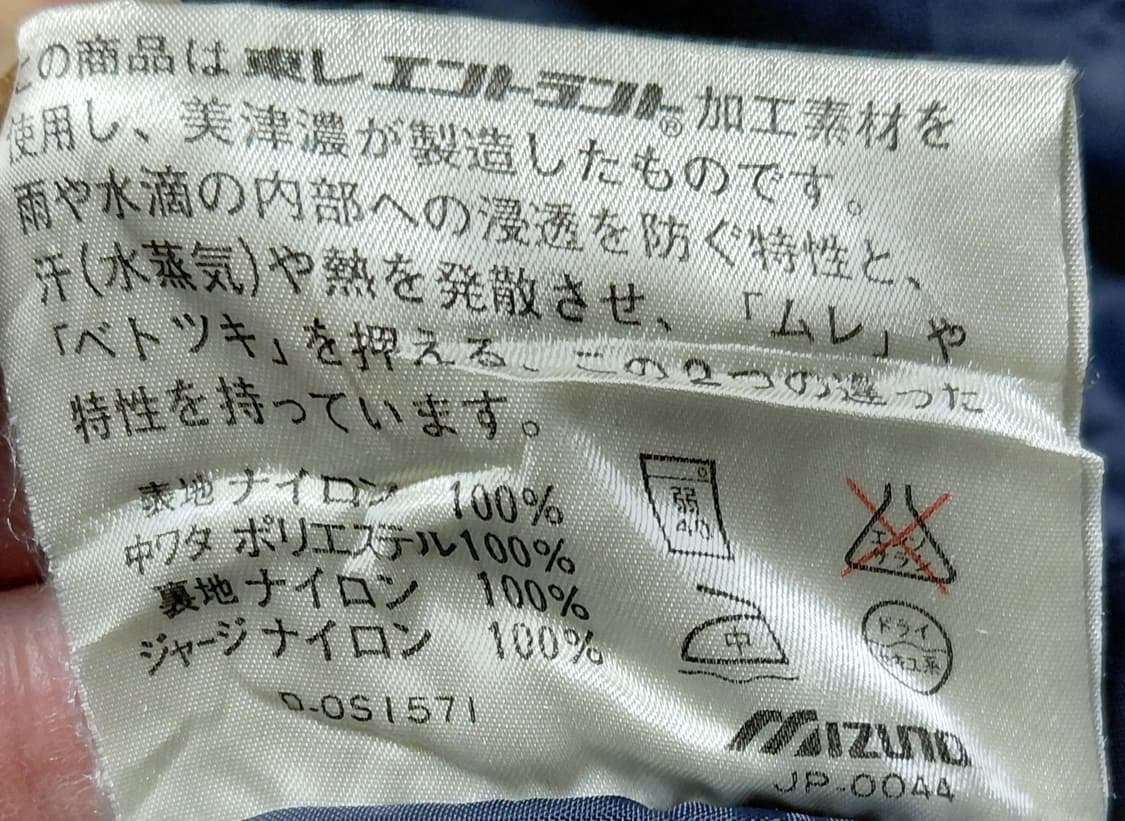 この商品は東レエントラント®加工素材を
使用し、美津濃が製造したものです。
雨や水滴の内部への浸透を防ぐ特性と、
汗(水蒸気)や熱を発散させ、「ムレ」や
「ベトツキ」を押える、この2つの違った
特性を持っています。
表地 ナイロン 100%
中ワタ ポリエステル100%
裏地 ナイロン 100%
ジャージ ナイロン 100%
弱
40
エンソ
サラシ
中
ドライ
セキユ系
D-OS1571
MIZUNO
JP-0044